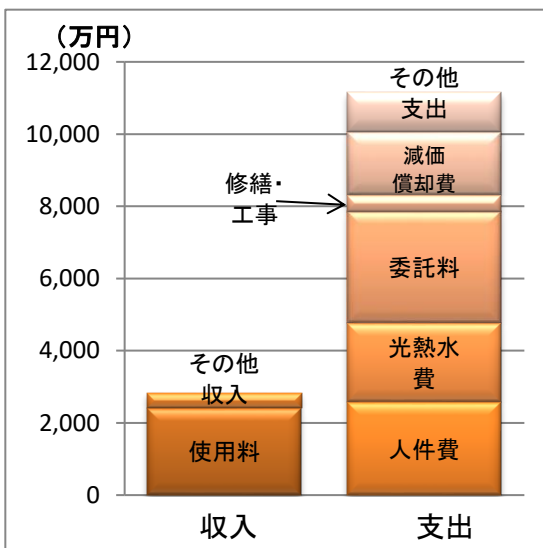 （万円）
12,000
10,000
8,000
6,000
4,000
2,000
0
その他
支出
減価
償却費
修繕・
工事
委託料
光熱水
費
人件費
その他
収入
使用料
収入
支出